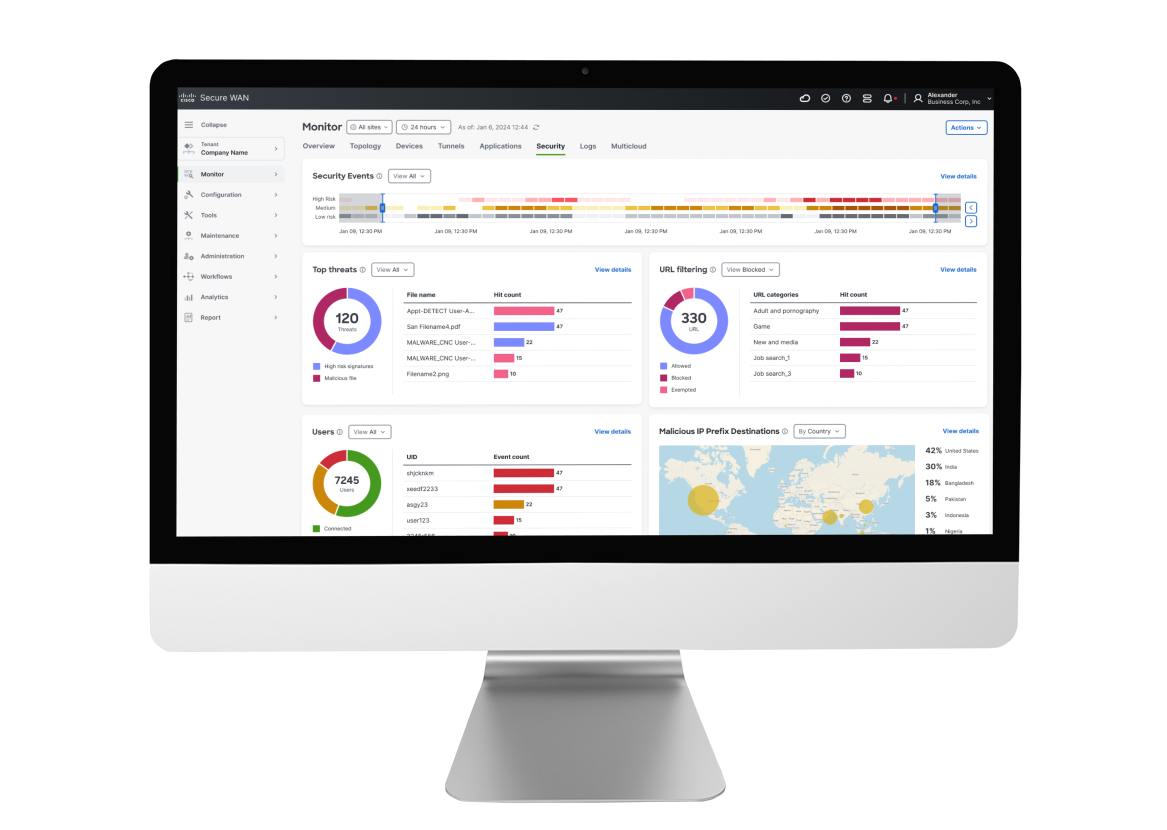 CISCO Secure WAN
Alexander
Business Corp, Inc
Collapse
Tenant
Company Name
Monitor
Configuration
Tools
Maintenance
Administration
Workflows
Analytics
Report
Monitor All sites 24 hours As of: Jan 6, 2024 12:44
Actions
Overview Topology Devices Tunnels Applications Security Logs Multicloud
Security Events View All View details
High Risk
Medium
Low risk
Jan 09, 12:30 PM Jan 09, 12:30 PM Jan 09, 12:30 PM Jan 09, 12:30 PM Jan 09, 12:30 PM Jan 09, 12:30 PM Jan 09, 12:30 PM
Top threats View All View details
120
Threats
High risk signatures
Malicious file
File name Hit count
Appt-DETECT User-A... 47
San Filename4.pdf 47
MALWARE_CNC User-... 22
MALWARE_CNC User-... 15
Filename2.png 10
URL filtering View Blocked View details
330
URL
Allowed
Blocked
Exempted
URL categories Hit count
Adult and pornography 47
Game 47
New and media 22
Job search_1 15
Job search_3 10
Users View All View details
7245
Users
Connected
UID Event count
shjcknkm 47
xeedf2233 47
asgy23 22
user123 15
Malicious IP Prefix Destinations By Country View details
42% United States
30% India
18% Bangladesh
5% Pakistan
3% Indonesia
1% Nigeria